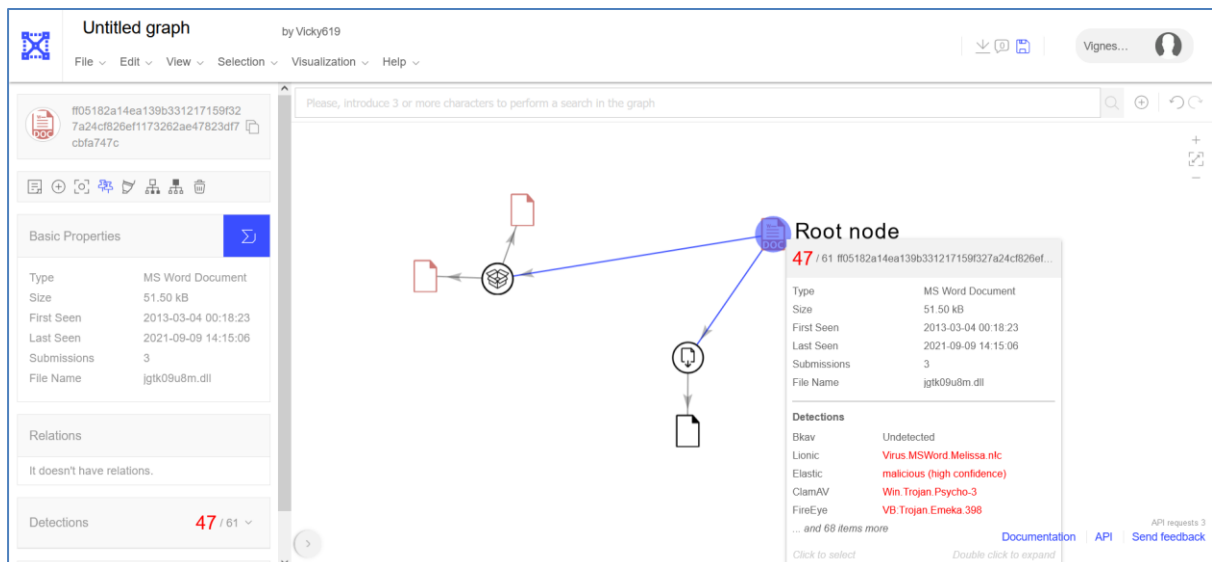 Untitled graph by Vicky619
File Edit View Selection Visualization Help
0
Vignes...
ff05182a14ea139b331217159f32
7a24cf826ef1173262ae47823df7
cbfa747c
DOC
Please, introduce 3 or more characters to perform a search in the graph
Basic Properties
Type MS Word Document
Size 51.50 kB
First Seen 2013-03-04 00:18:23
Last Seen 2021-09-09 14:15:06
Submissions 3
File Name jgtk09u8m.dll
Relations
It doesn't have relations.
Detections 47 / 61
DOC
Root node
47 / 61 ff05182a14ea139b331217159f327a24cf826ef...
Type MS Word Document
Size 51.50 kB
First Seen 2013-03-04 00:18:23
Last Seen 2021-09-09 14:15:06
Submissions 3
File Name jgtk09u8m.dll
Detections
Bkav Undetected
Lionic Virus.MSWord.Melissa.n!c
Elastic malicious (high confidence)
ClamAV Win.Trojan.Psycho-3
FireEye VB:Trojan.Emeka.398
... and 68 items more
Click to select Double click to expand
API requests 3
Documentation API Send feedback